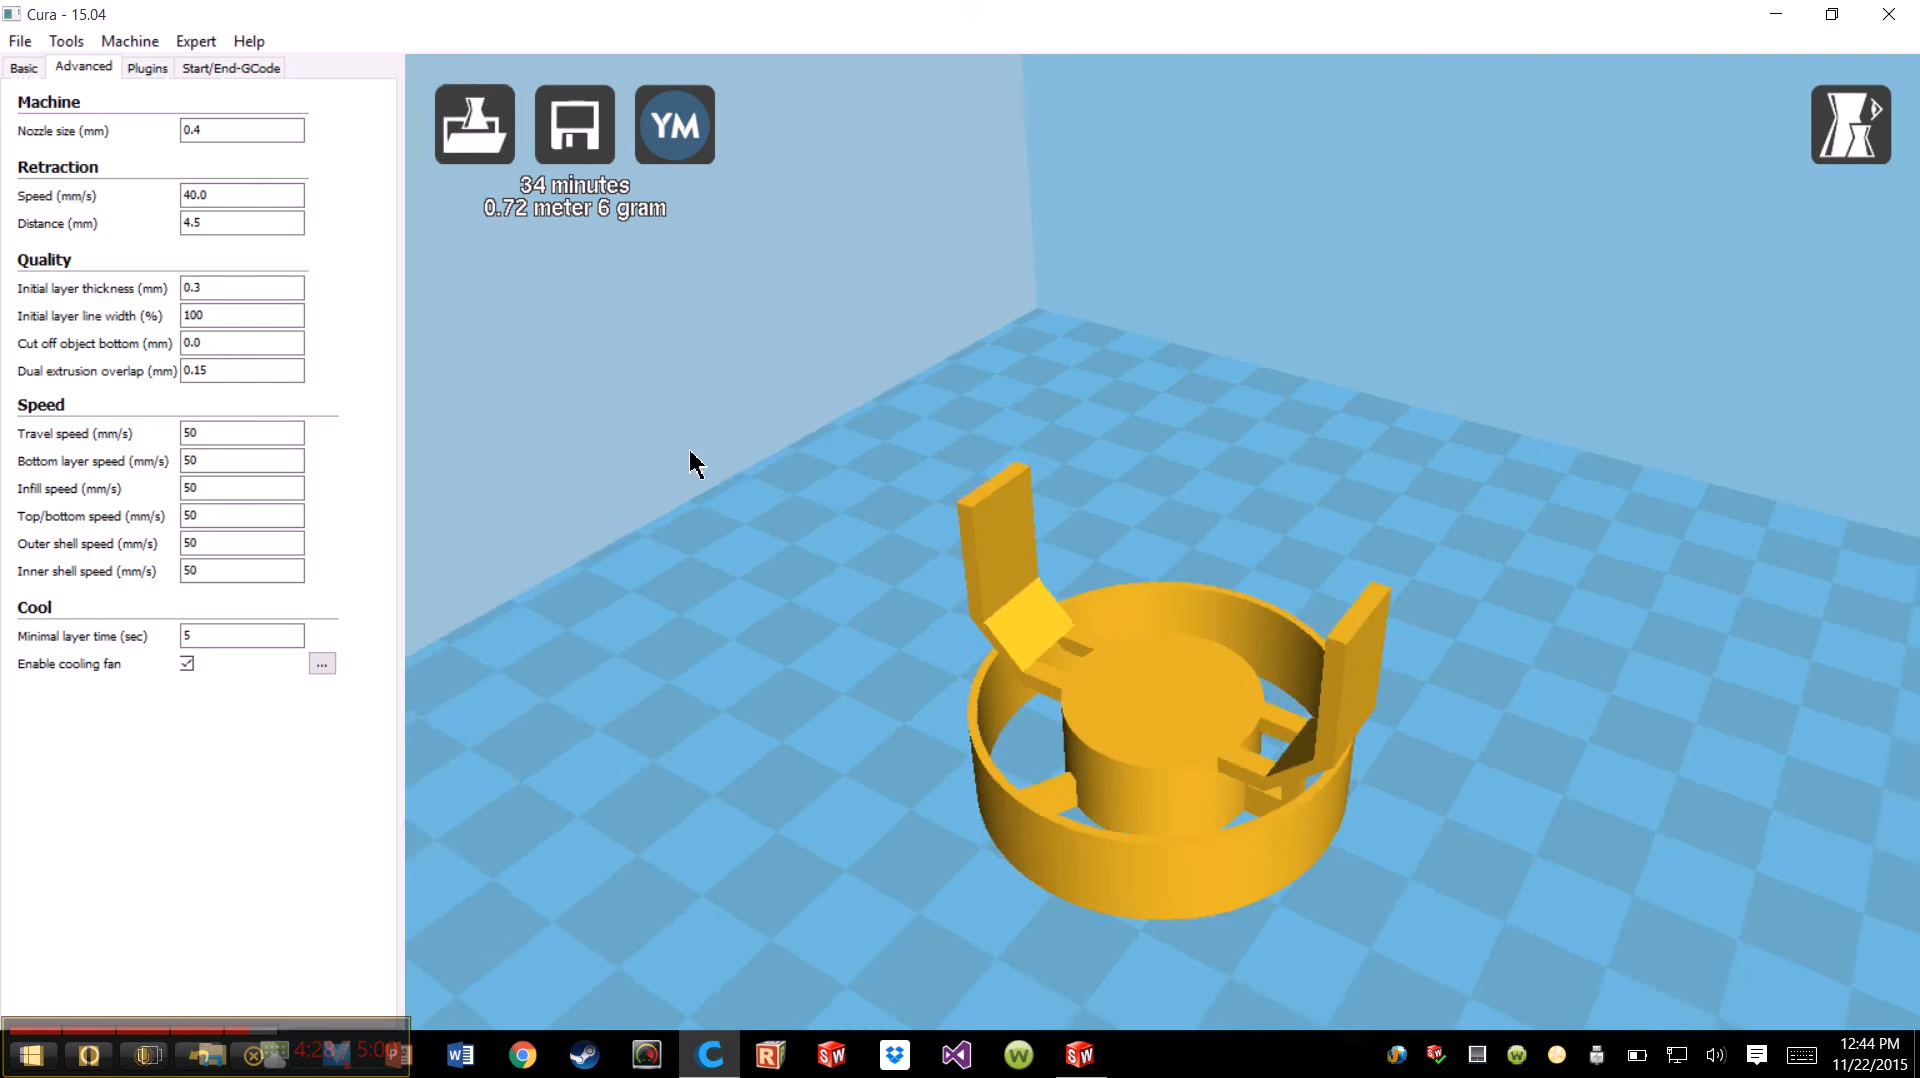 Cura - 15.04
File Tools Machine Expert Help
Basic Advanced Plugins Start/End-GCode
Machine
Nozzle size (mm) 0.4
Retraction
Speed (mm/s) 40.0
Distance (mm) 4.5
Quality
Initial layer thickness (mm) 0.3
Initial layer line width (%) 100
Cut off object bottom (mm) 0.0
Dual extrusion overlap (mm) 0.15
Speed
Travel speed (mm/s) 50
Bottom layer speed (mm/s) 50
Infill speed (mm/s) 50
Top/bottom speed (mm/s) 50
Outer shell speed (mm/s) 50
Inner shell speed (mm/s) 50
Cool
Minimal layer time (sec) 5
Enable cooling fan ...
YM
34 minutes
0.72 meter 6 gram
12:44 PM
11/22/2015